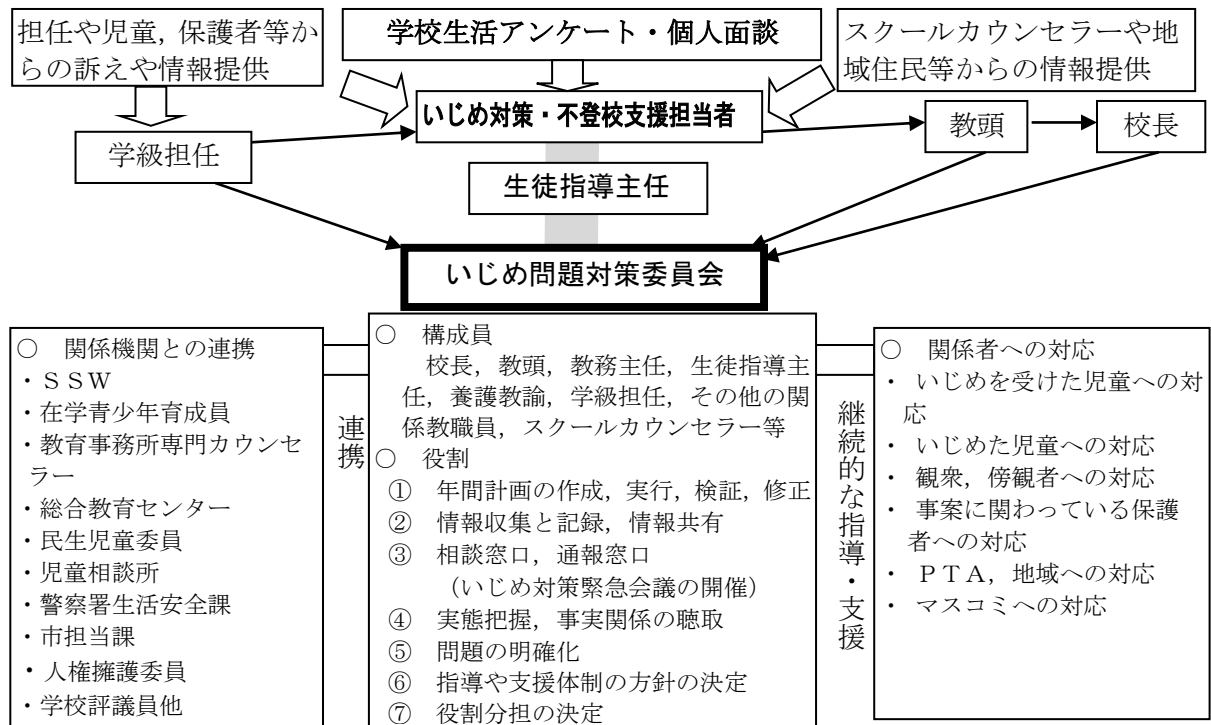 担任や児童，保護者等か
らの訴えや情報提供
学校生活アンケート・個人面談
スクールカウンセラーや地
域住民等からの情報提供
いじめ対策・不登校支援担当者
教頭
校長
学級担任
生徒指導主任
いじめ問題対策委員会
○　関係機関との連携
・ＳＳＷ
・在学青少年育成員
・教育事務所専門カウンセ
ラー
・総合教育センター
・民生児童委員
・児童相談所
・警察署生活安全課
・市担当課
・人権擁護委員
・学校評議員他
連携
○　構成員
校長，教頭，教務主任，生徒指導主
任，養護教諭，学級担任，その他の関
係教職員，スクールカウンセラー等
○　役割
①　年間計画の作成，実行，検証，修正
②　情報収集と記録，情報共有
③　相談窓口，通報窓口
（いじめ対策緊急会議の開催）
④　実態把握，事実関係の聴取
⑤　問題の明確化
⑥　指導や支援体制の方針の決定
⑦　役割分担の決定
継続的な指導・支援
○　関係者への対応
・　いじめを受けた児童への対
応
・　いじめた児童への対応
・　観衆，傍観者への対応
・　事案に関わっている保護
者への対応
・　ＰＴＡ，地域への対応
・　マスコミへの対応